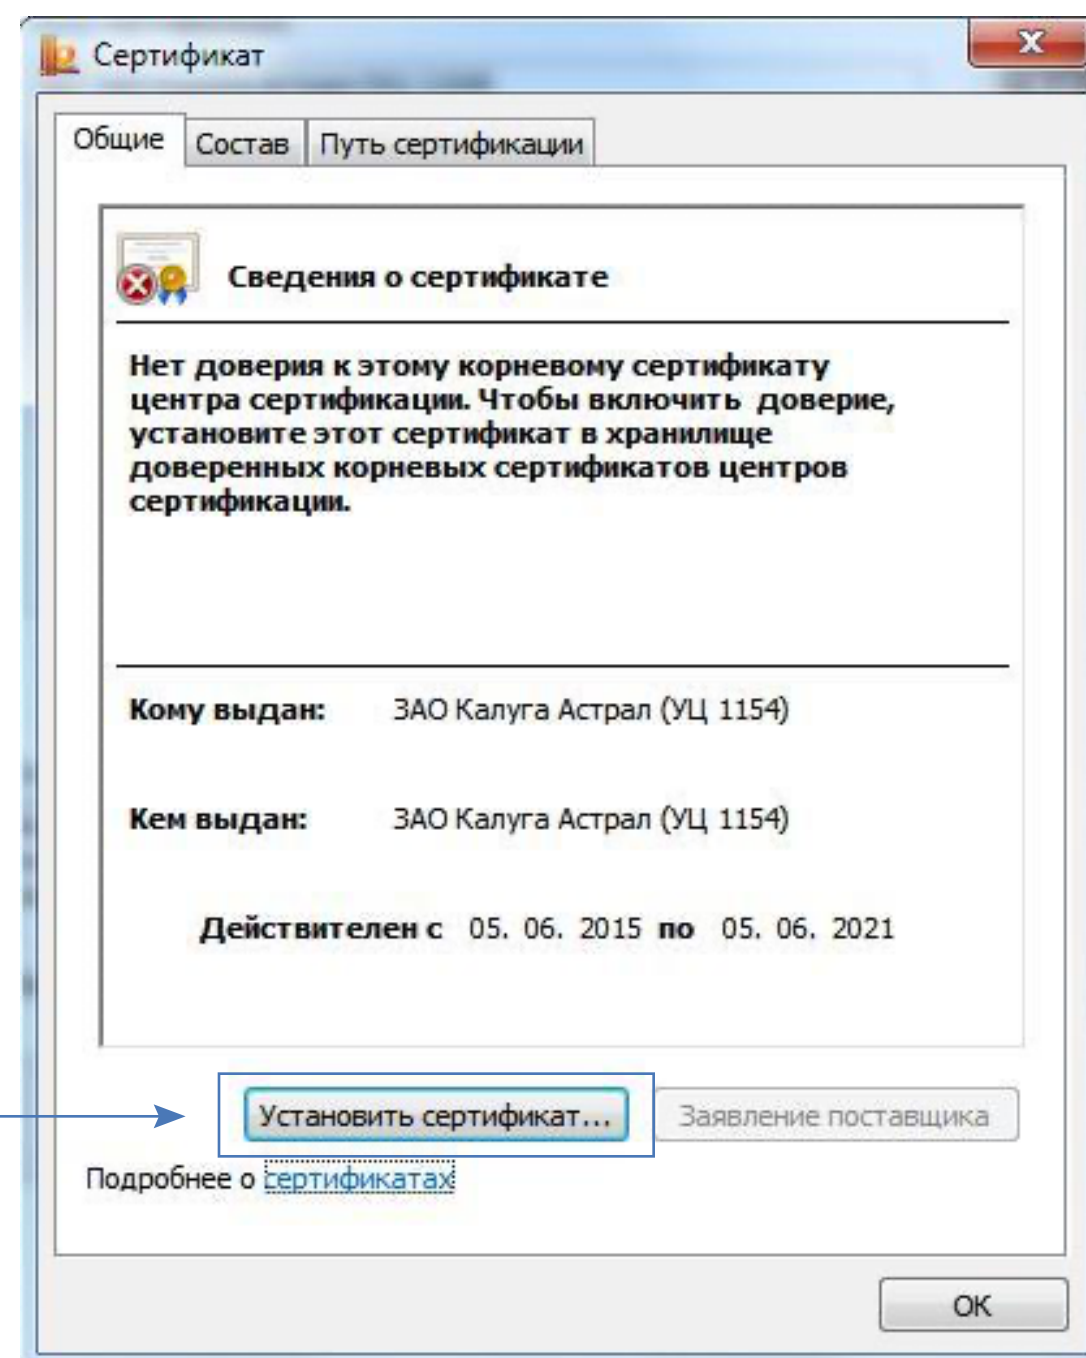 Сертификат
Общие Состав Путь сертификации
Сведения о сертификате
Нет доверия к этому корневому сертификату
центра сертификации. Чтобы включить доверие,
установите этот сертификат в хранилище
доверенных корневых сертификатов центров
сертификации.
Кому выдан: ЗАО Калуга Астрал (УЦ 1154)
Кем выдан: ЗАО Калуга Астрал (УЦ 1154)
Действителен с 05. 06. 2015 по 05. 06. 2021
Установить сертификат... Заявление поставщика
Подробнее о сертификатах
ОК